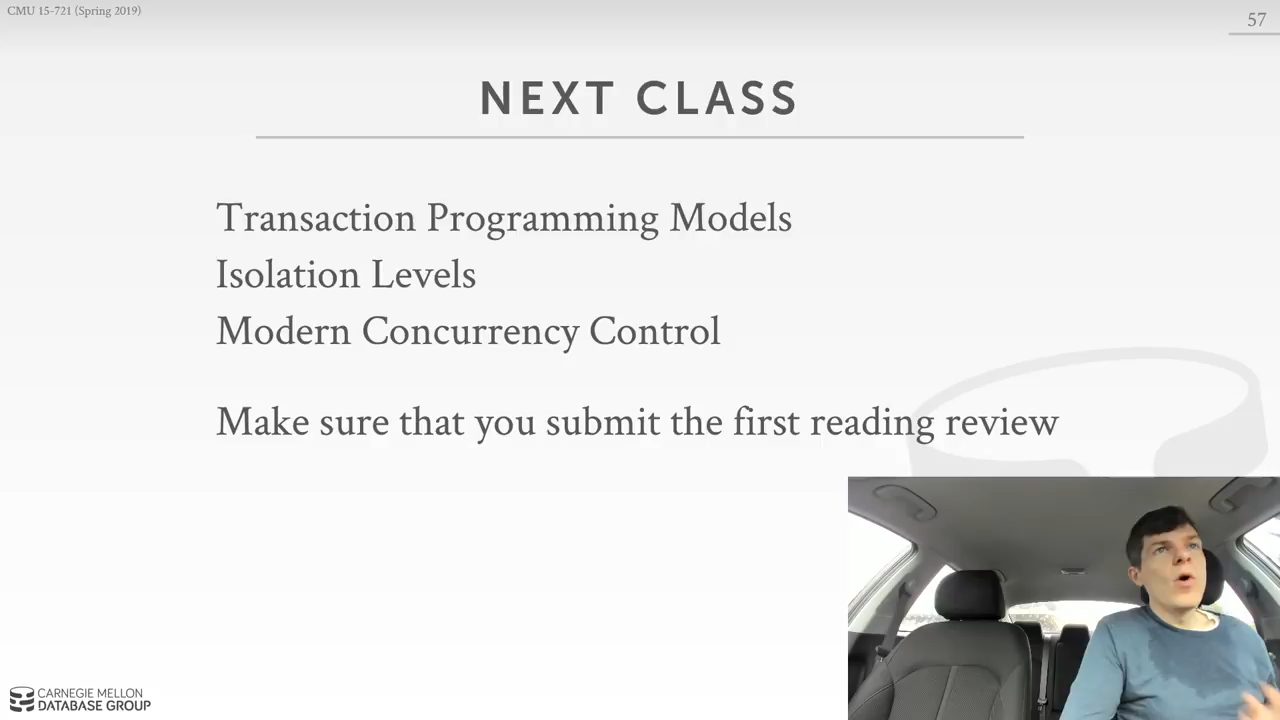 CMU 15-721 (Spring 2019)
57
NEXT CLASS
Transaction Programming Models
Isolation Levels
Modern Concurrency Control
Make sure that you submit the first reading review
CARNEGIE MELLON
DATABASE GROUP